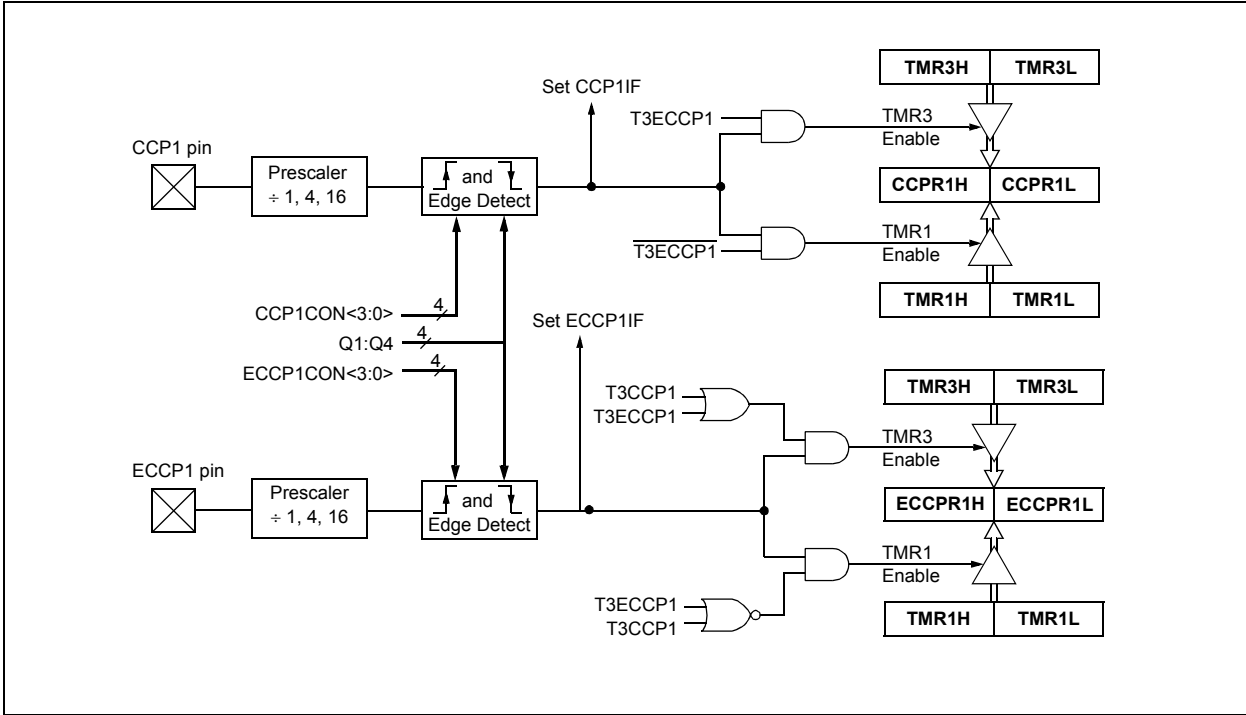 TMR3H TMR3L
Set CCP1IF
T3ECCP1
TMR3
Enable
CCP1 pin
Prescaler
÷ 1, 4, 16
and
Edge Detect
CCPR1H CCPR1L
T3ECCP1
TMR1
Enable
TMR1H TMR1L
CCP1CON<3:0>
4
Q1:Q4
4
ECCP1CON<3:0>
4
Set ECCP1IF
TMR3H TMR3L
T3CCP1
T3ECCP1
TMR3
Enable
ECCP1 pin
Prescaler
÷ 1, 4, 16
and
Edge Detect
ECCPR1H ECCPR1L
TMR1
Enable
T3ECCP1
T3CCP1
TMR1H TMR1L